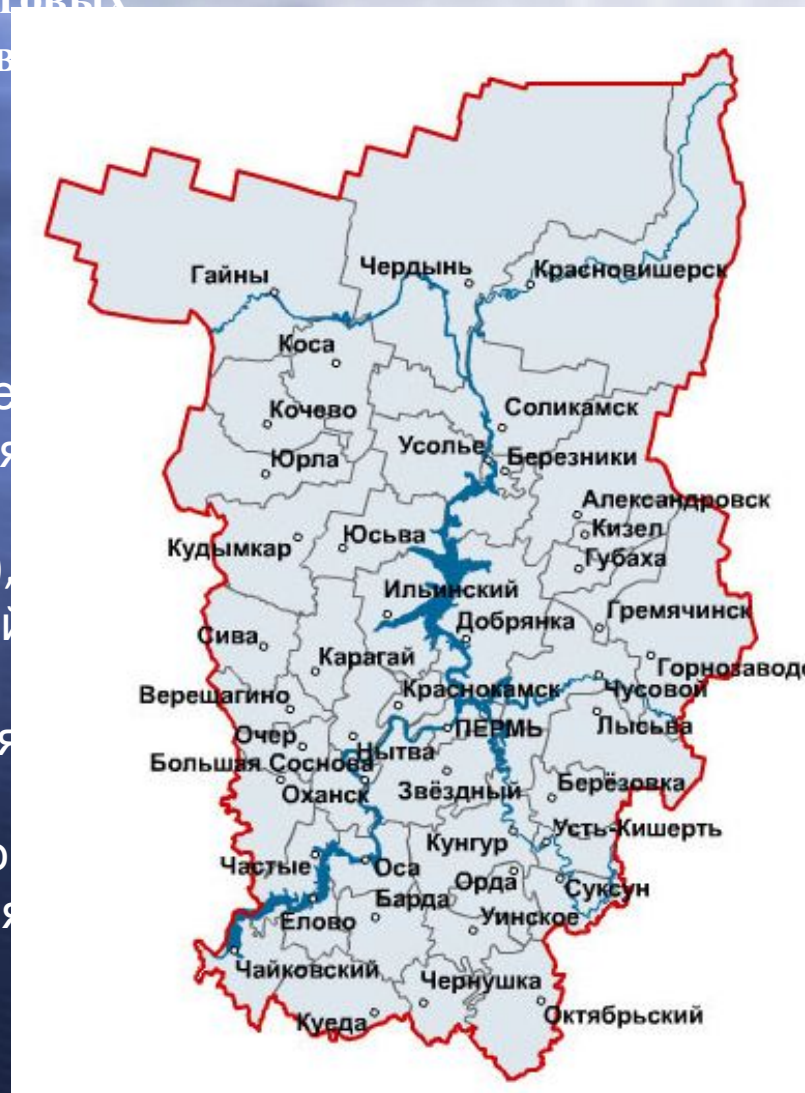 Гайны
Чердынь
Красновишерск
Коса
Кочево
Соликамск
Усолье
Березники
Юрла
Александровск
Кизел
Юсьва
Кудымкар
Губаха
Ильинский
Гремячинск
Добрянка
Сива
Карагай
Горнозаводс
Верещагино
Краснокамск
Чусовой
ПЕРМЬ
Лысьва
Очер
Нытва
Большая Соснова
Звёздный
Берёзовка
Оханск
Усть-Кишерть
Кунгур
Частые
Оса
Орда
Суксун
Барда
Елово
Уинское
Чайковский
Чернушка
Куеда
Октябрьский